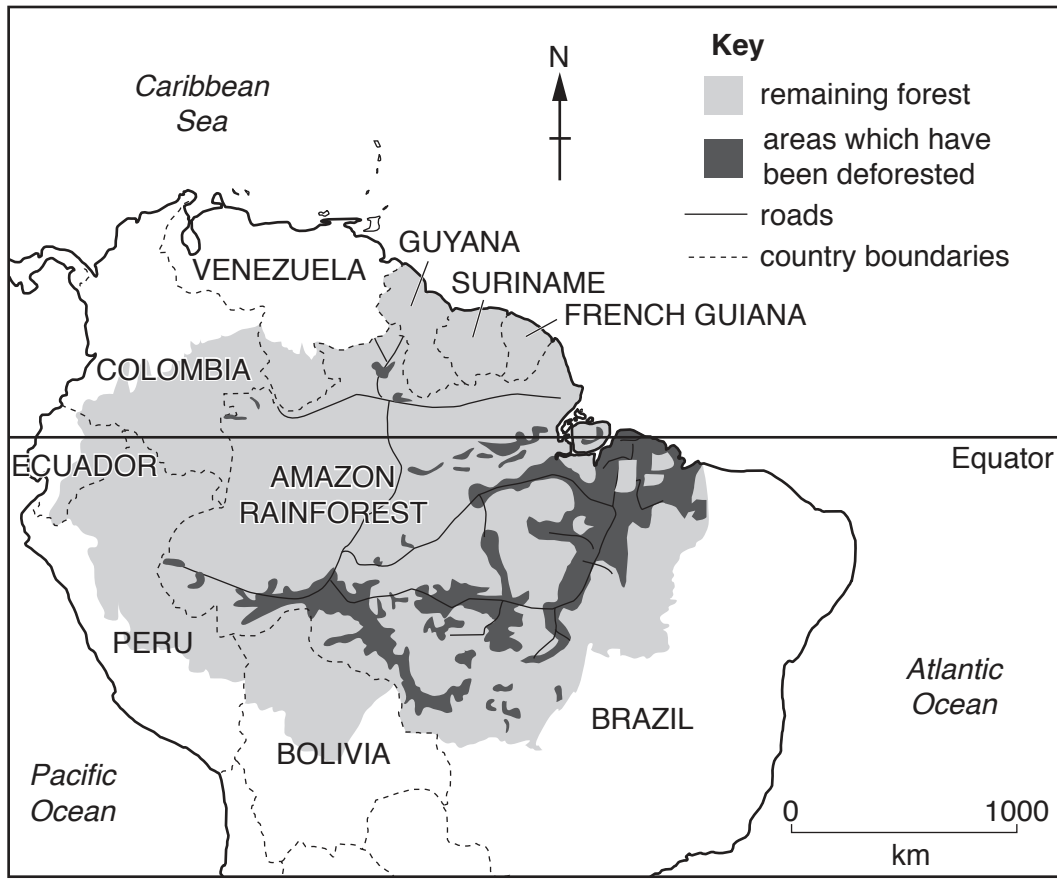 Caribbean
Sea
N
Key
remaining forest
areas which have
been deforested
roads
country boundaries
GUYANA
VENEZUELA
SURINAME
FRENCH GUIANA
COLOMBIA
ECUADOR
Equator
AMAZON
RAINFOREST
PERU
Atlantic
Ocean
BRAZIL
BOLIVIA
Pacific
Ocean
0 1000
km